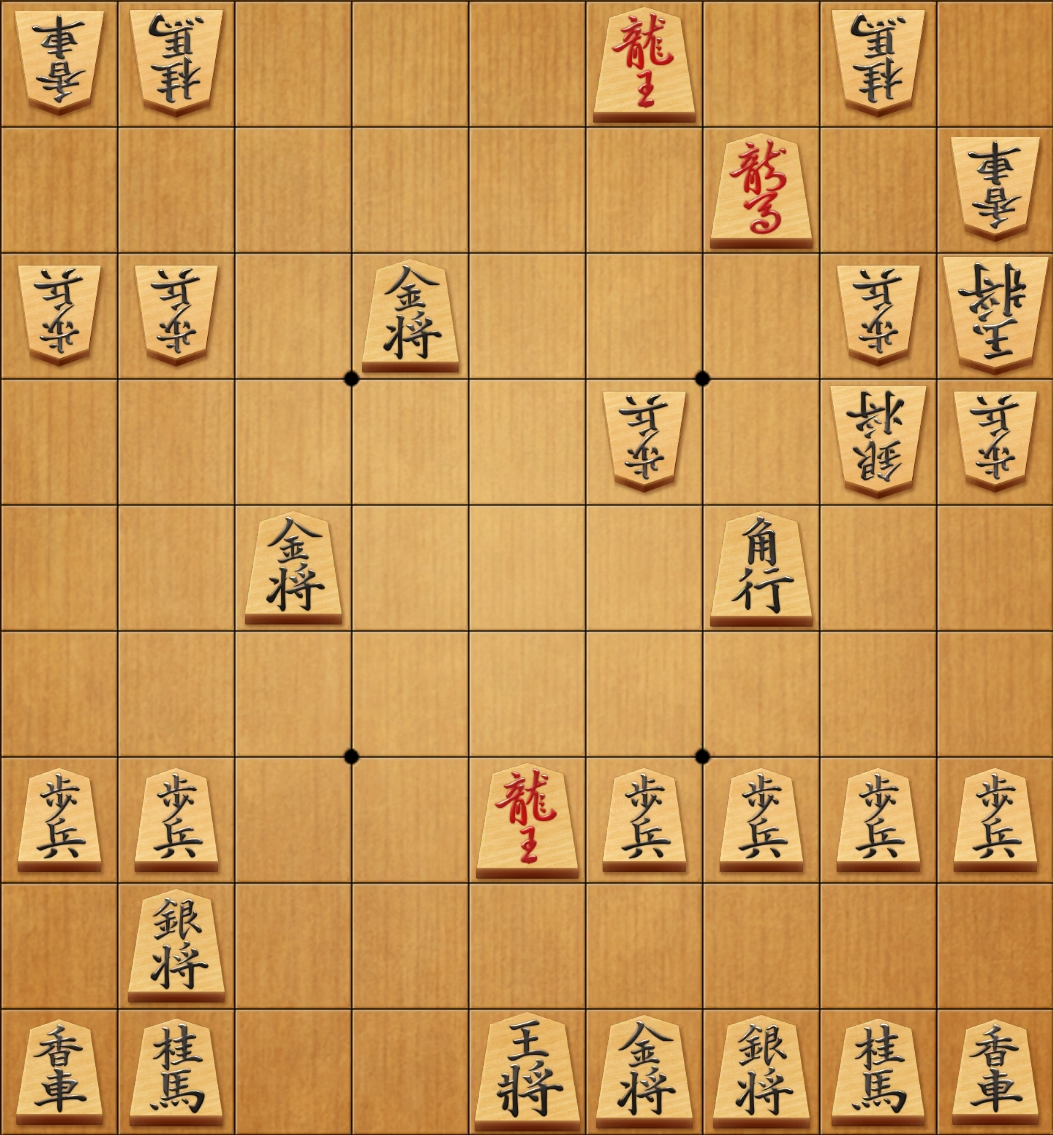 香車 桂馬 龍王 桂馬
龍馬 香車
歩兵 歩兵 金将 歩兵 玉将
歩兵 銀将 歩兵
金将 角行
歩兵 歩兵 龍王 歩兵 歩兵 歩兵 歩兵
銀将
香車 桂馬 王将 金将 銀将 桂馬 香車